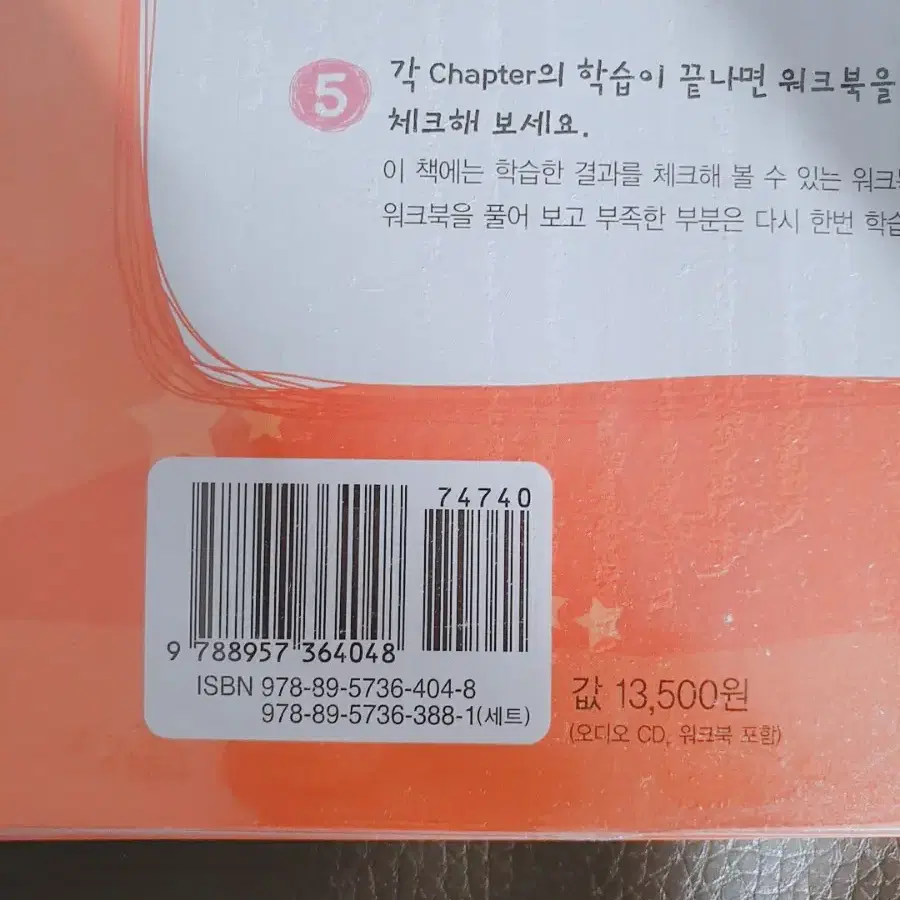 5
각 Chapter의 학습이 끝나면 워크북을
체크해 보세요.
이 책에는 학습한 결과를 체크해 볼 수 있는
워크북을 풀어 보고 부족한 부분은 다시 한번
74740
9 788957 364048
ISBN 978-89-5736-404-8
978-89-5736-388-1(세트)
값 13,500원
(오디오 CD, 워크북 포함)